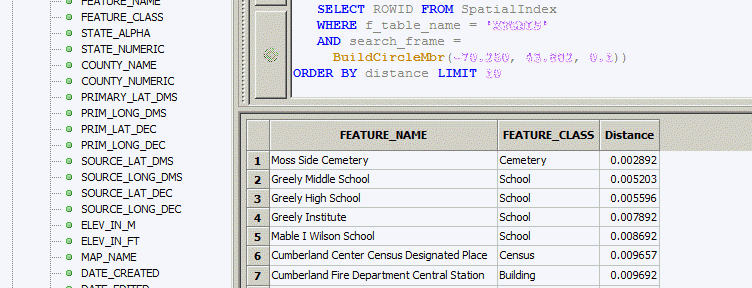 FEATURE_NAME
FEATURE_CLASS
STATE_ALPHA
STATE_NUMERIC
COUNTY_NAME
COUNTY_NUMERIC
PRIMARY_LAT_DMS
PRIM_LONG_DMS
PRIM_LAT_DEC
PRIM_LONG_DEC
SOURCE_LAT_DMS
SOURCE_LONG_DMS
SOURCE_LAT_DEC
SOURCE_LONG_DEC
ELEV_IN_M
ELEV_IN_FT
MAP_NAME
DATE_CREATED
DATE_EDITED
SELECT ROWID FROM SpatialIndex
WHERE f_table_name =
AND search_frame =
BuildCircleMbr(-70.250, 43.802, 0.1))
ORDER BY distance LIMIT 10
FEATURE_NAME FEATURE_CLASS Distance
1 Moss Side Cemetery Cemetery 0.002892
2 Greely Middle School School 0.005203
3 Greely High School School 0.005596
4 Greely Institute School 0.007892
5 Mable I Wilson School School 0.008692
6 Cumberland Center Census Designated Place Census 0.009657
7 Cumberland Fire Department Central Station Building 0.009692